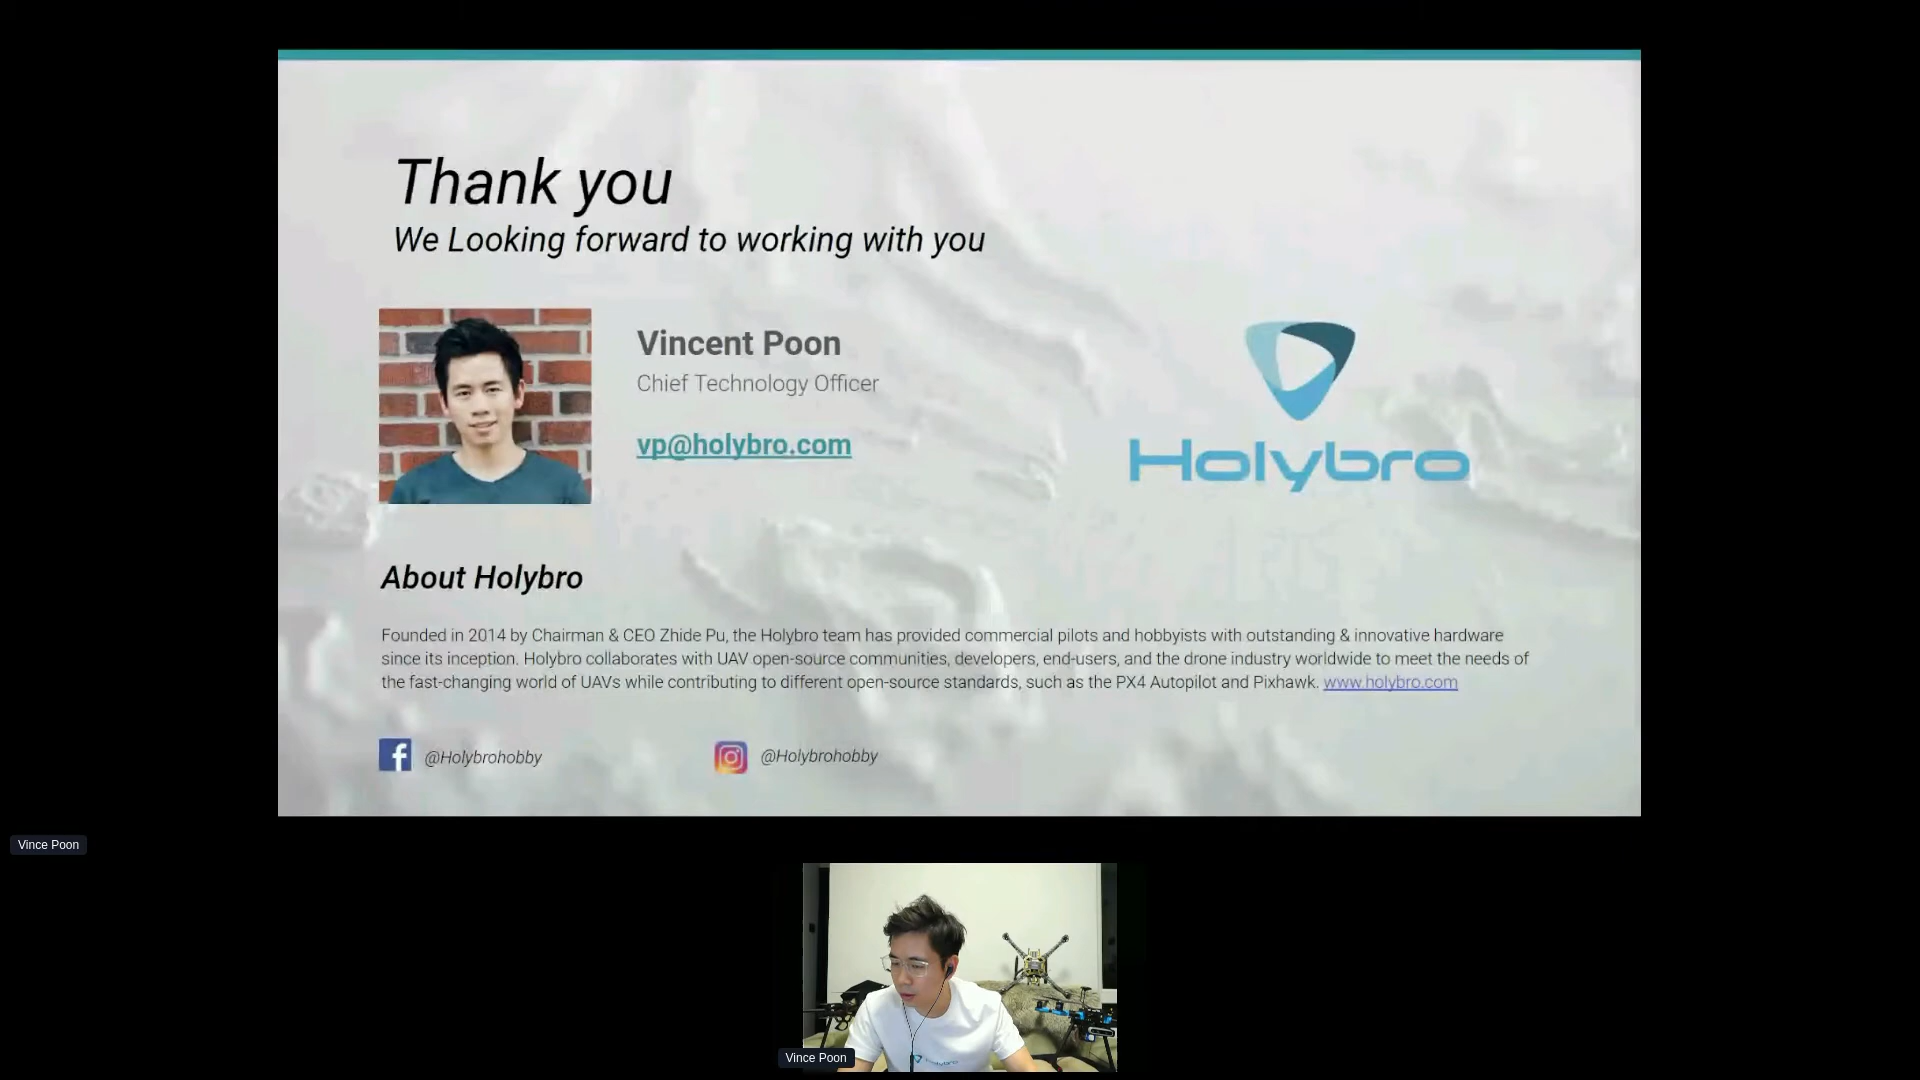 Thank you
We Looking forward to working with you
Vincent Poon
Chief Technology Officer
vp@holybro.com
Holybro
About Holybro
Founded in 2014 by Chairman & CEO Zhide Pu, the Holybro team has provided commercial pilots and hobbyists with outstanding & innovative hardware
since its inception. Holybro collaborates with UAV open-source communities, developers, end-users, and the drone industry worldwide to meet the needs of
the fast-changing world of UAVs while contributing to different open-source standards, such as the PX4 Autopilot and Pixhawk. www.holybro.com
@Holybrohobby
@Holybrohobby
Vince Poon
Holybro
Vince Poon